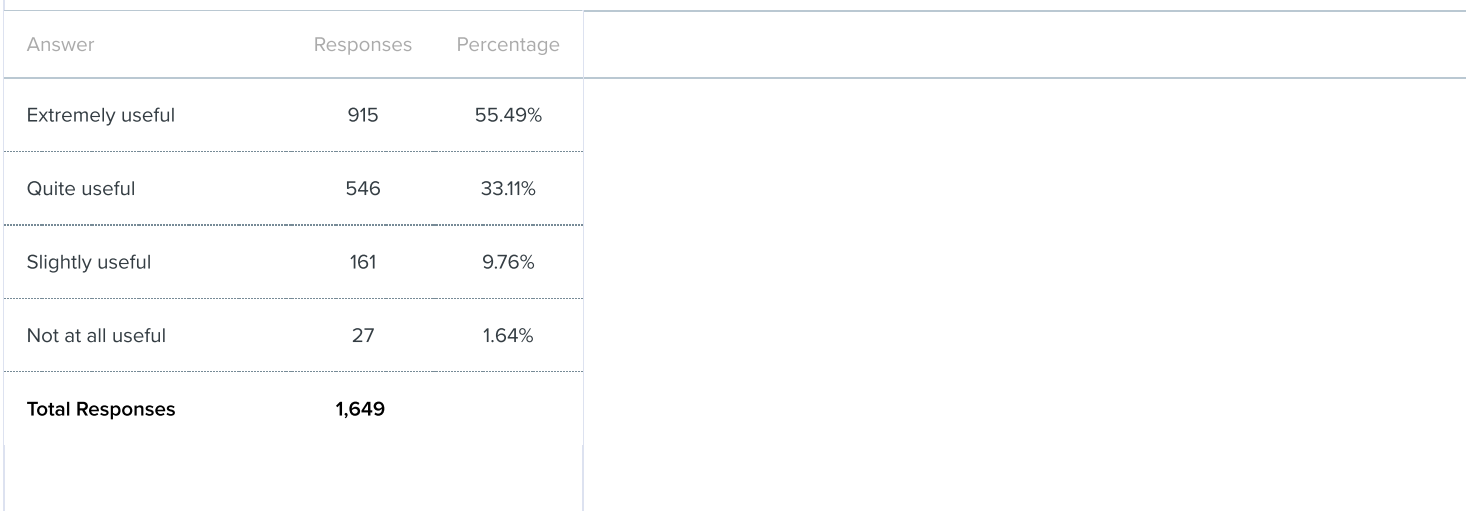 Answer Responses Percentage
Extremely useful 915 55.49%
Quite useful 546 33.11%
Slightly useful 161 9.76%
Not at all useful 27 1.64%
Total Responses 1,649